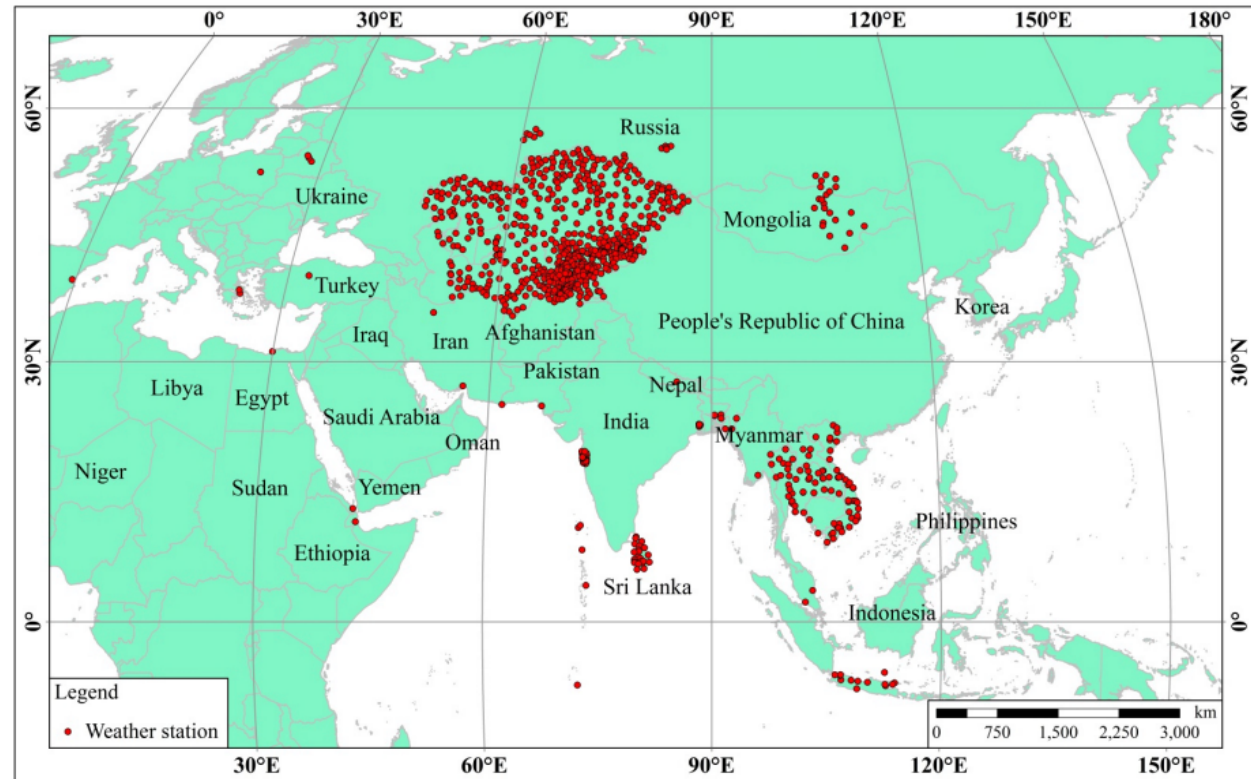 0° 30°E 60°E 90°E 120°E 150°E 180°
60°N 60°N
Russia
Ukraine
Mongolia
Turkey
Korea
People's Republic of China
Iraq Iran Afghanistan
30°N 30°N
Pakistan
Nepal
Libya
Egypt
Saudi Arabia
India
Oman
Myanmar
Niger
Sudan
Yemen
Philippines
Ethiopia
Sri Lanka
Indonesia
0° 0°
Legend
Weather station
km
0 750 1,500 2,250 3,000
30°E 60°E 90°E 120°E 150°E